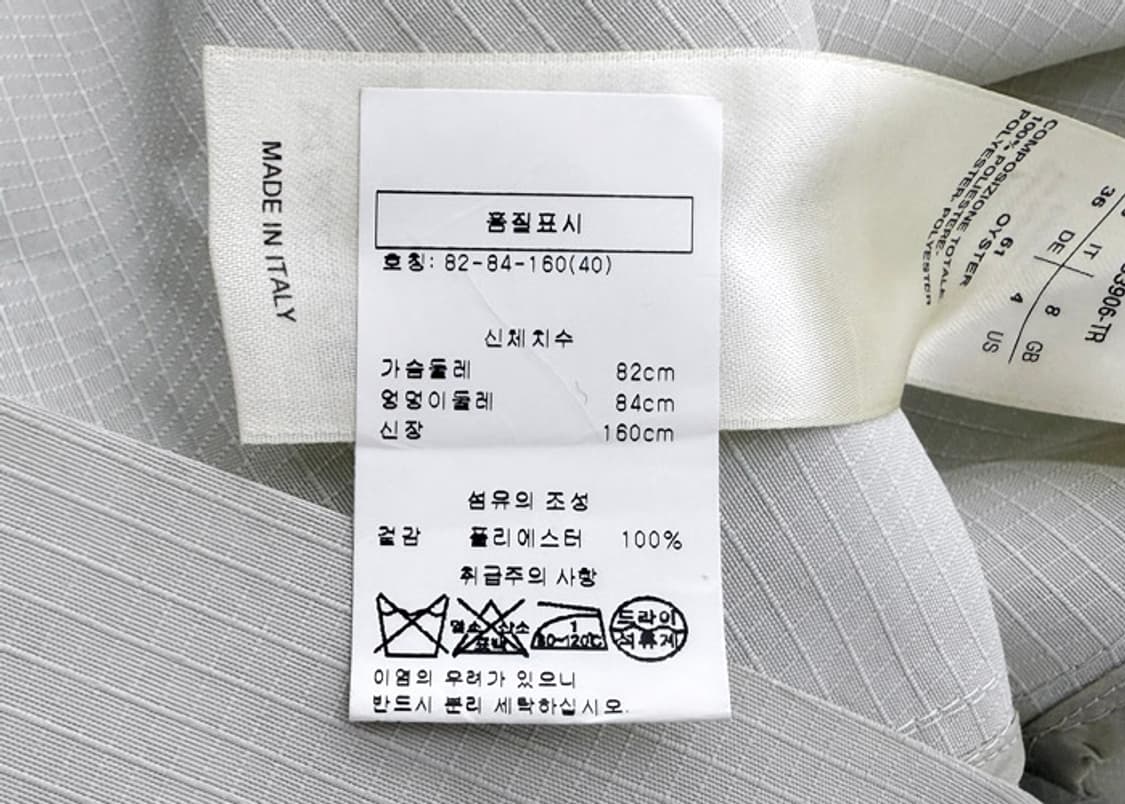 MADE IN ITALY
품질표시
호칭: 82-84-160(40)
신체치수
가슴둘레 82cm
엉덩이둘레 84cm
신장 160cm
섬유의 조성
겉감 폴리에스터 100%
취급주의 사항
염소 산소
표백
1
80~120℃
드라이
석유계
이염의 우려가 있으니
반드시 분리 세탁하십시오.
COMPOSIZIONE TOTALE
100% POLIESTERE-
POLYESTER-POLYESTER
61 OYSTER
36
IT
DE
8
4
GB
US
3906-TR